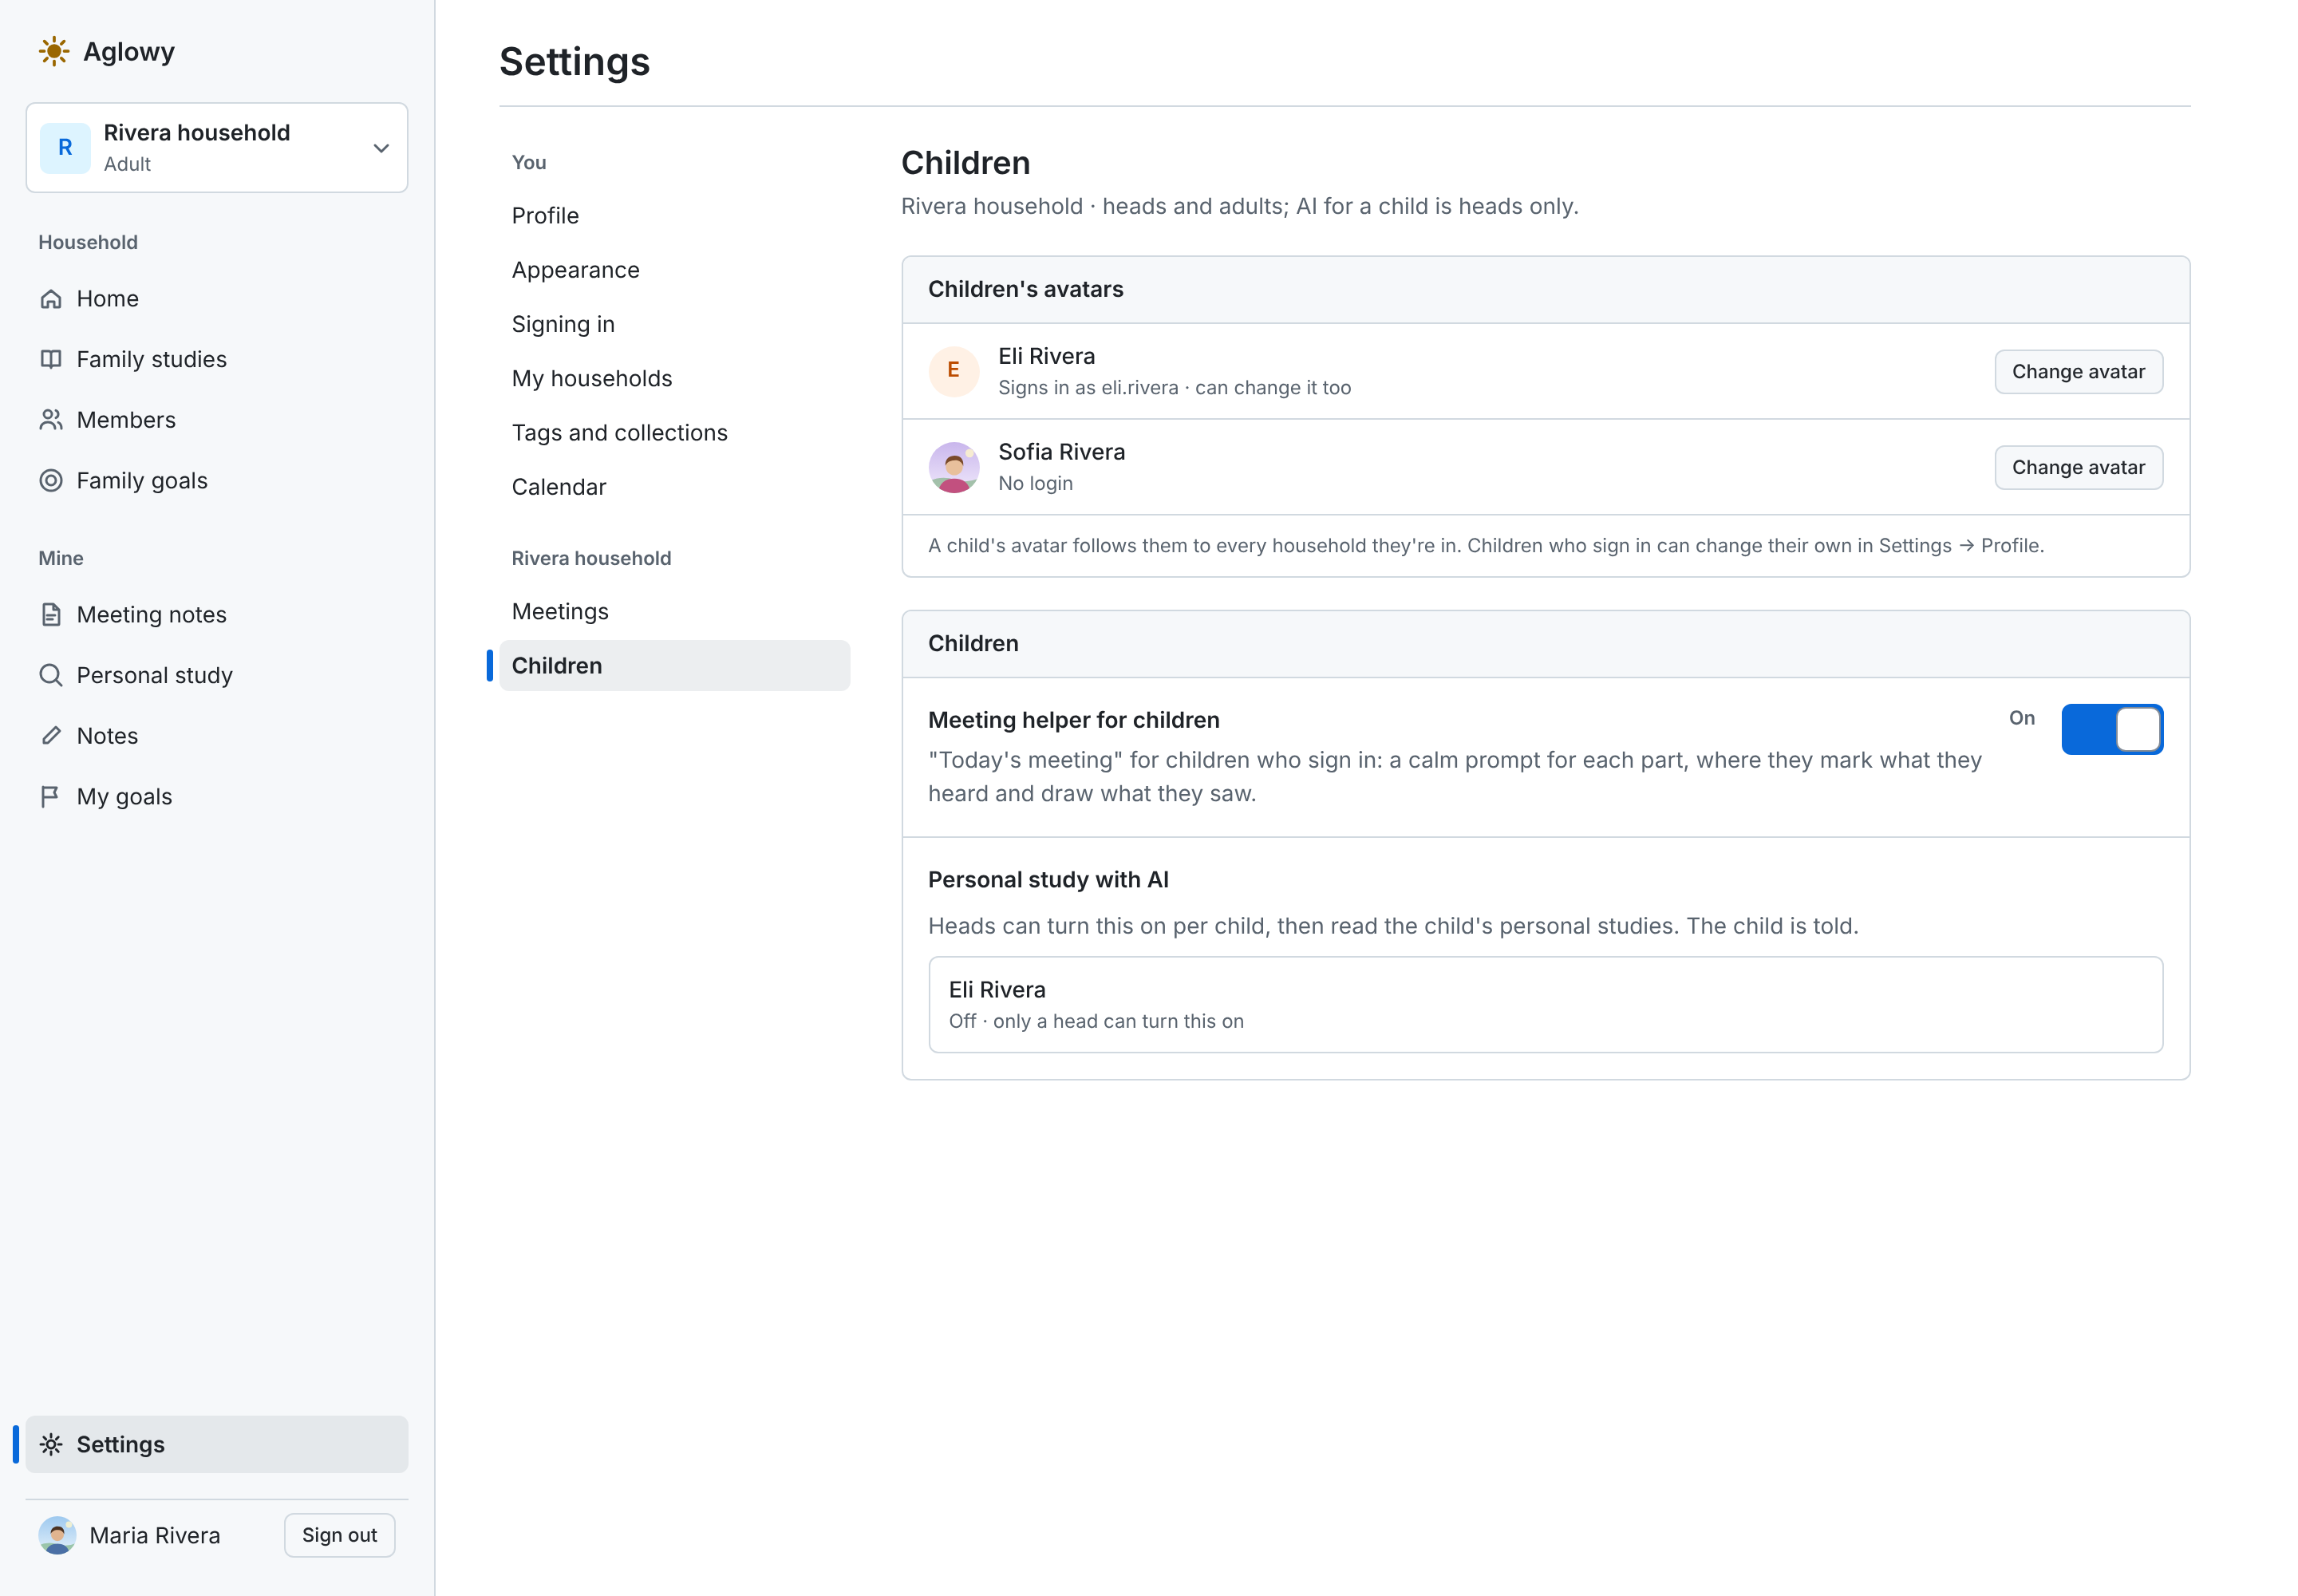 Aglowy
R
Rivera household
Adult
Household
Home
Family studies
Members
Family goals
Mine
Meeting notes
Personal study
Notes
My goals
Settings
Maria Rivera
Sign out
Settings
You
Profile
Appearance
Signing in
My households
Tags and collections
Calendar
Rivera household
Meetings
Children
Children
Rivera household · heads and adults; AI for a child is heads only.
Children's avatars
E
Eli Rivera
Signs in as eli.rivera · can change it too
Change avatar
Sofia Rivera
No login
Change avatar
A child's avatar follows them to every household they're in. Children who sign in can change their own in Settings → Profile.
Children
Meeting helper for children
On
"Today's meeting" for children who sign in: a calm prompt for each part, where they mark what they
heard and draw what they saw.
Personal study with AI
Heads can turn this on per child, then read the child's personal studies. The child is told.
Eli Rivera
Off · only a head can turn this on